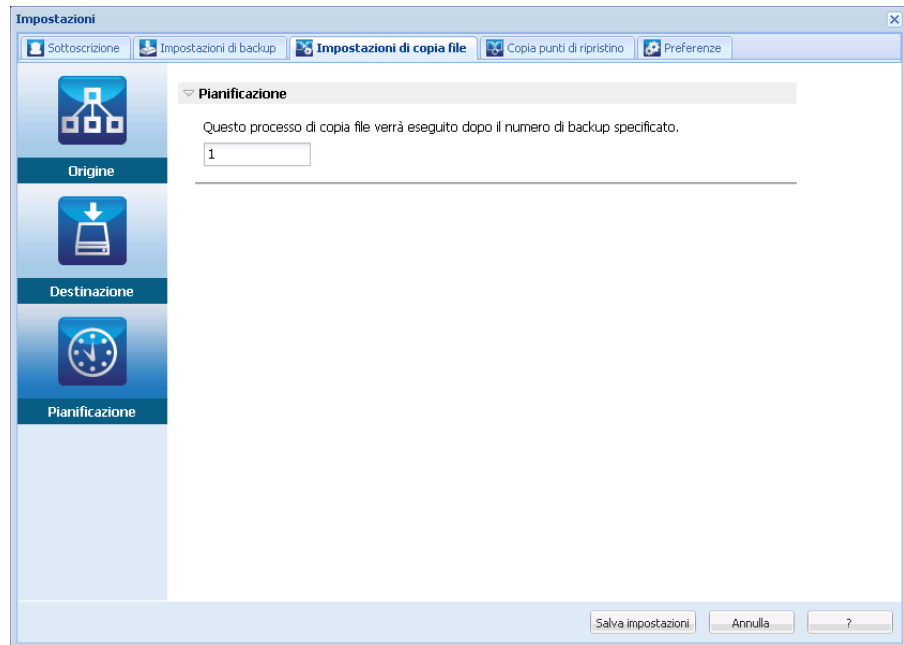 Impostazioni
Sottoscrizione
Impostazioni di backup
Impostazioni di copia file
Copia punti di ripristino
Preferenze
Origine
Destinazione
Pianificazione
Pianificazione
Questo processo di copia file verrà eseguito dopo il numero di backup specificato.
1
Salva impostazioni
Annulla
?